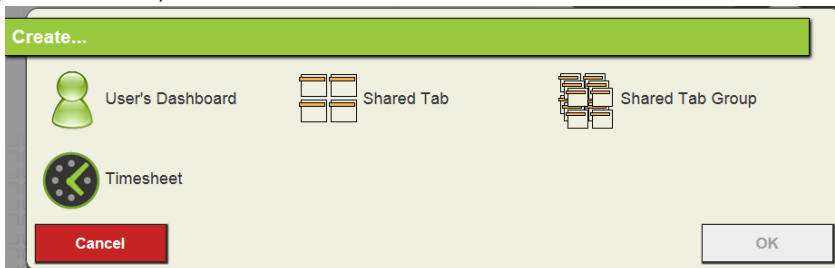 Create...
User's Dashboard
Shared Tab
Shared Tab Group
Timesheet
Cancel
OK